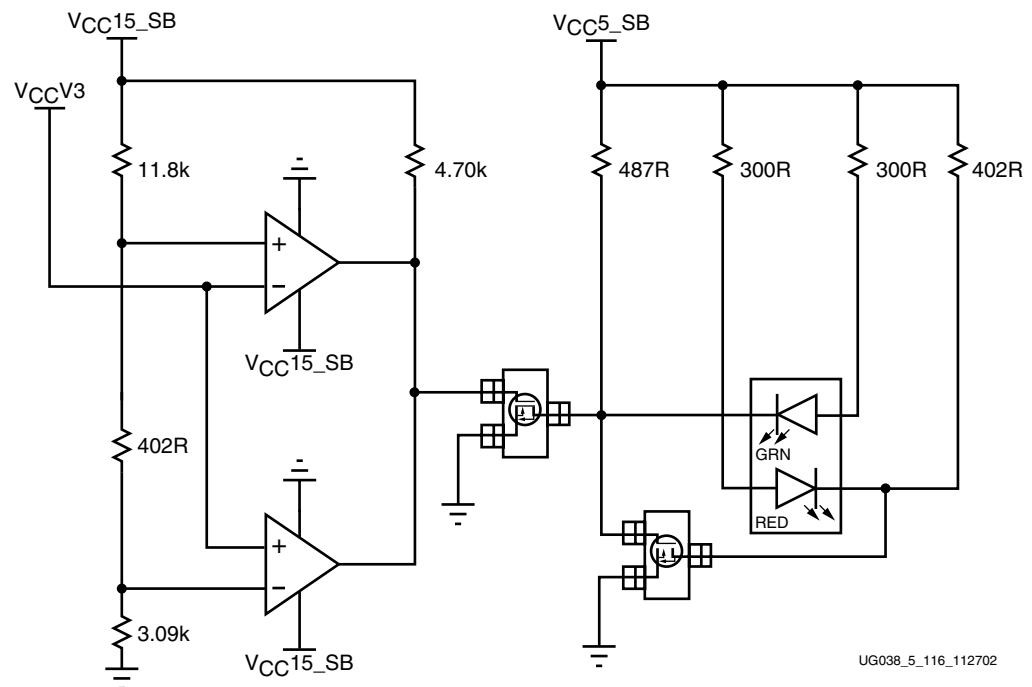 VCC15_SB
VCC5_SB
VCCV3
11.8k
4.70k
487R
300R
300R
402R
+
−
VCC15_SB
402R
GRN
RED
+
−
3.09k
VCC15_SB
UG038_5_116_112702